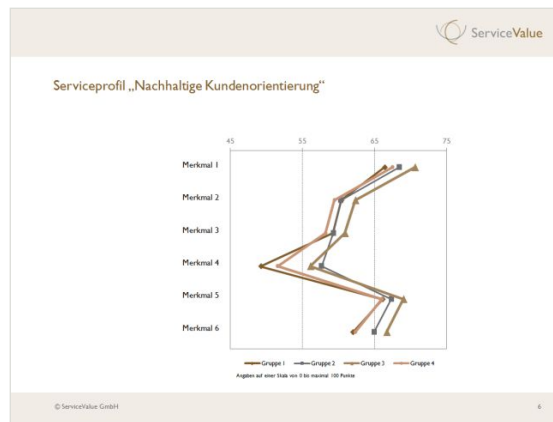 ServiceValue
Serviceprofil „Nachhaltige Kundenorientierung“
45 55 65 75
Merkmal 1
Merkmal 2
Merkmal 3
Merkmal 4
Merkmal 5
Merkmal 6
Gruppe 1 Gruppe 2 Gruppe 3 Gruppe 4
Angaben auf einer Skala von 0 bis maximal 100 Punkte
© ServiceValue GmbH 6